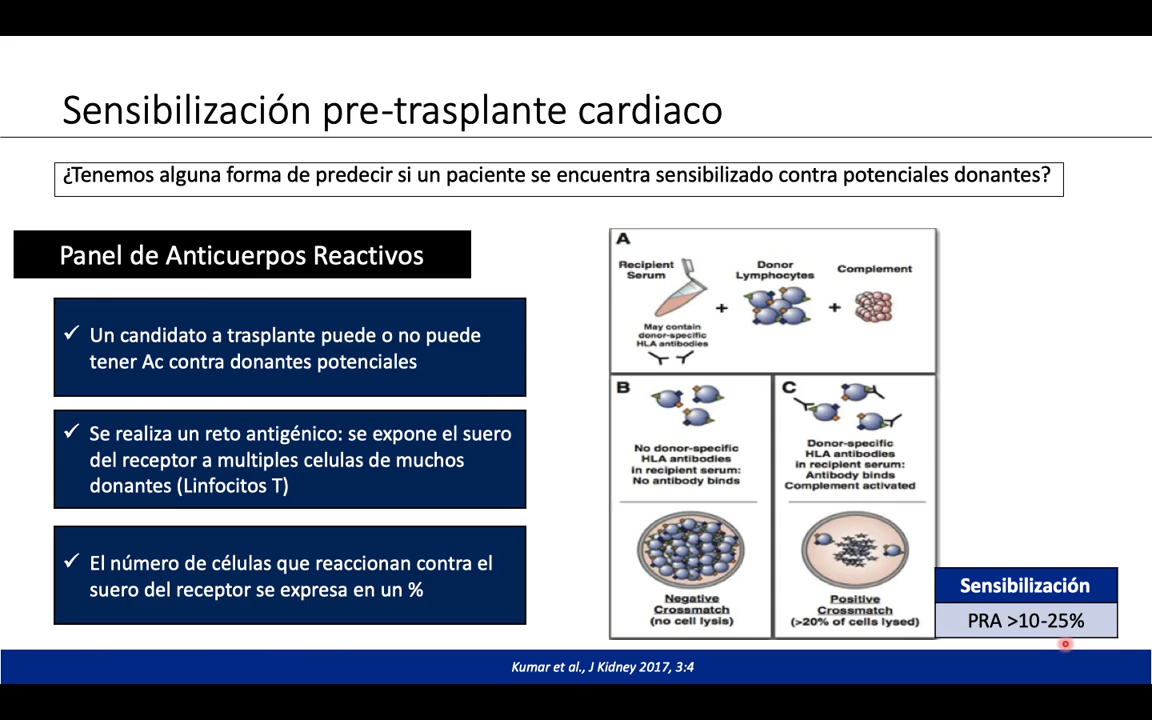 Sensibilización pre-trasplante cardiaco
¿Tenemos alguna forma de predecir si un paciente se encuentra sensibilizado contra potenciales donantes?
Panel de Anticuerpos Reactivos
✓ Un candidato a trasplante puede o no puede
tener Ac contra donantes potenciales
✓ Se realiza un reto antigénico: se expone el suero
del receptor a multiples celulas de muchos
donantes (Linfocitos T)
✓ El número de células que reaccionan contra el
suero del receptor se expresa en un %
A
Recipient
Serum
Donor
Lymphocytes
Complement
+
+
May contain
donor-specific
HLA antibodies
B
No donor-specific
HLA antibodies
in recipient serum:
No antibody binds
Negative
Crossmatch
(no cell lysis)
C
Donor-specific
HLA antibodies
in recipient serum:
Antibody binds
Complement activated
Positive
Crossmatch
(>20% of cells lysed)
Sensibilización
PRA >10-25%
Kumar et al., J Kidney 2017, 3:4